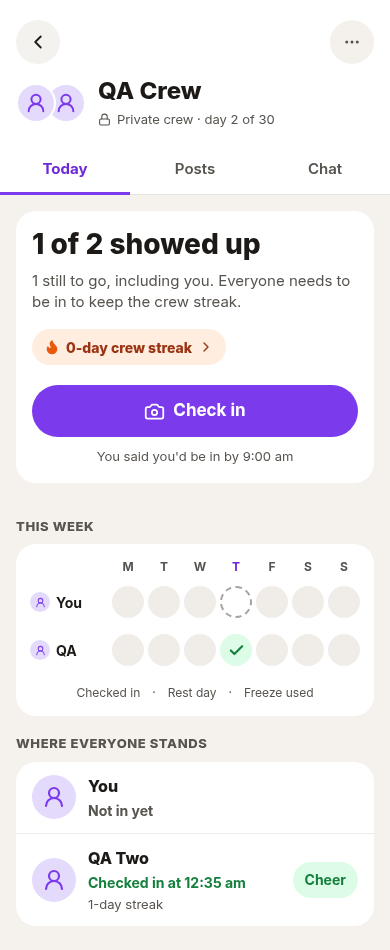 QA Crew
Private crew · day 2 of 30
Today
Posts
Chat
1 of 2 showed up
1 still to go, including you. Everyone needs to
be in to keep the crew streak.
0-day crew streak
Check in
You said you'd be in by 9:00 am
THIS WEEK
M T W T F S S
You
QA
Checked in · Rest day · Freeze used
WHERE EVERYONE STANDS
You
Not in yet
QA Two
Checked in at 12:35 am
1-day streak
Cheer